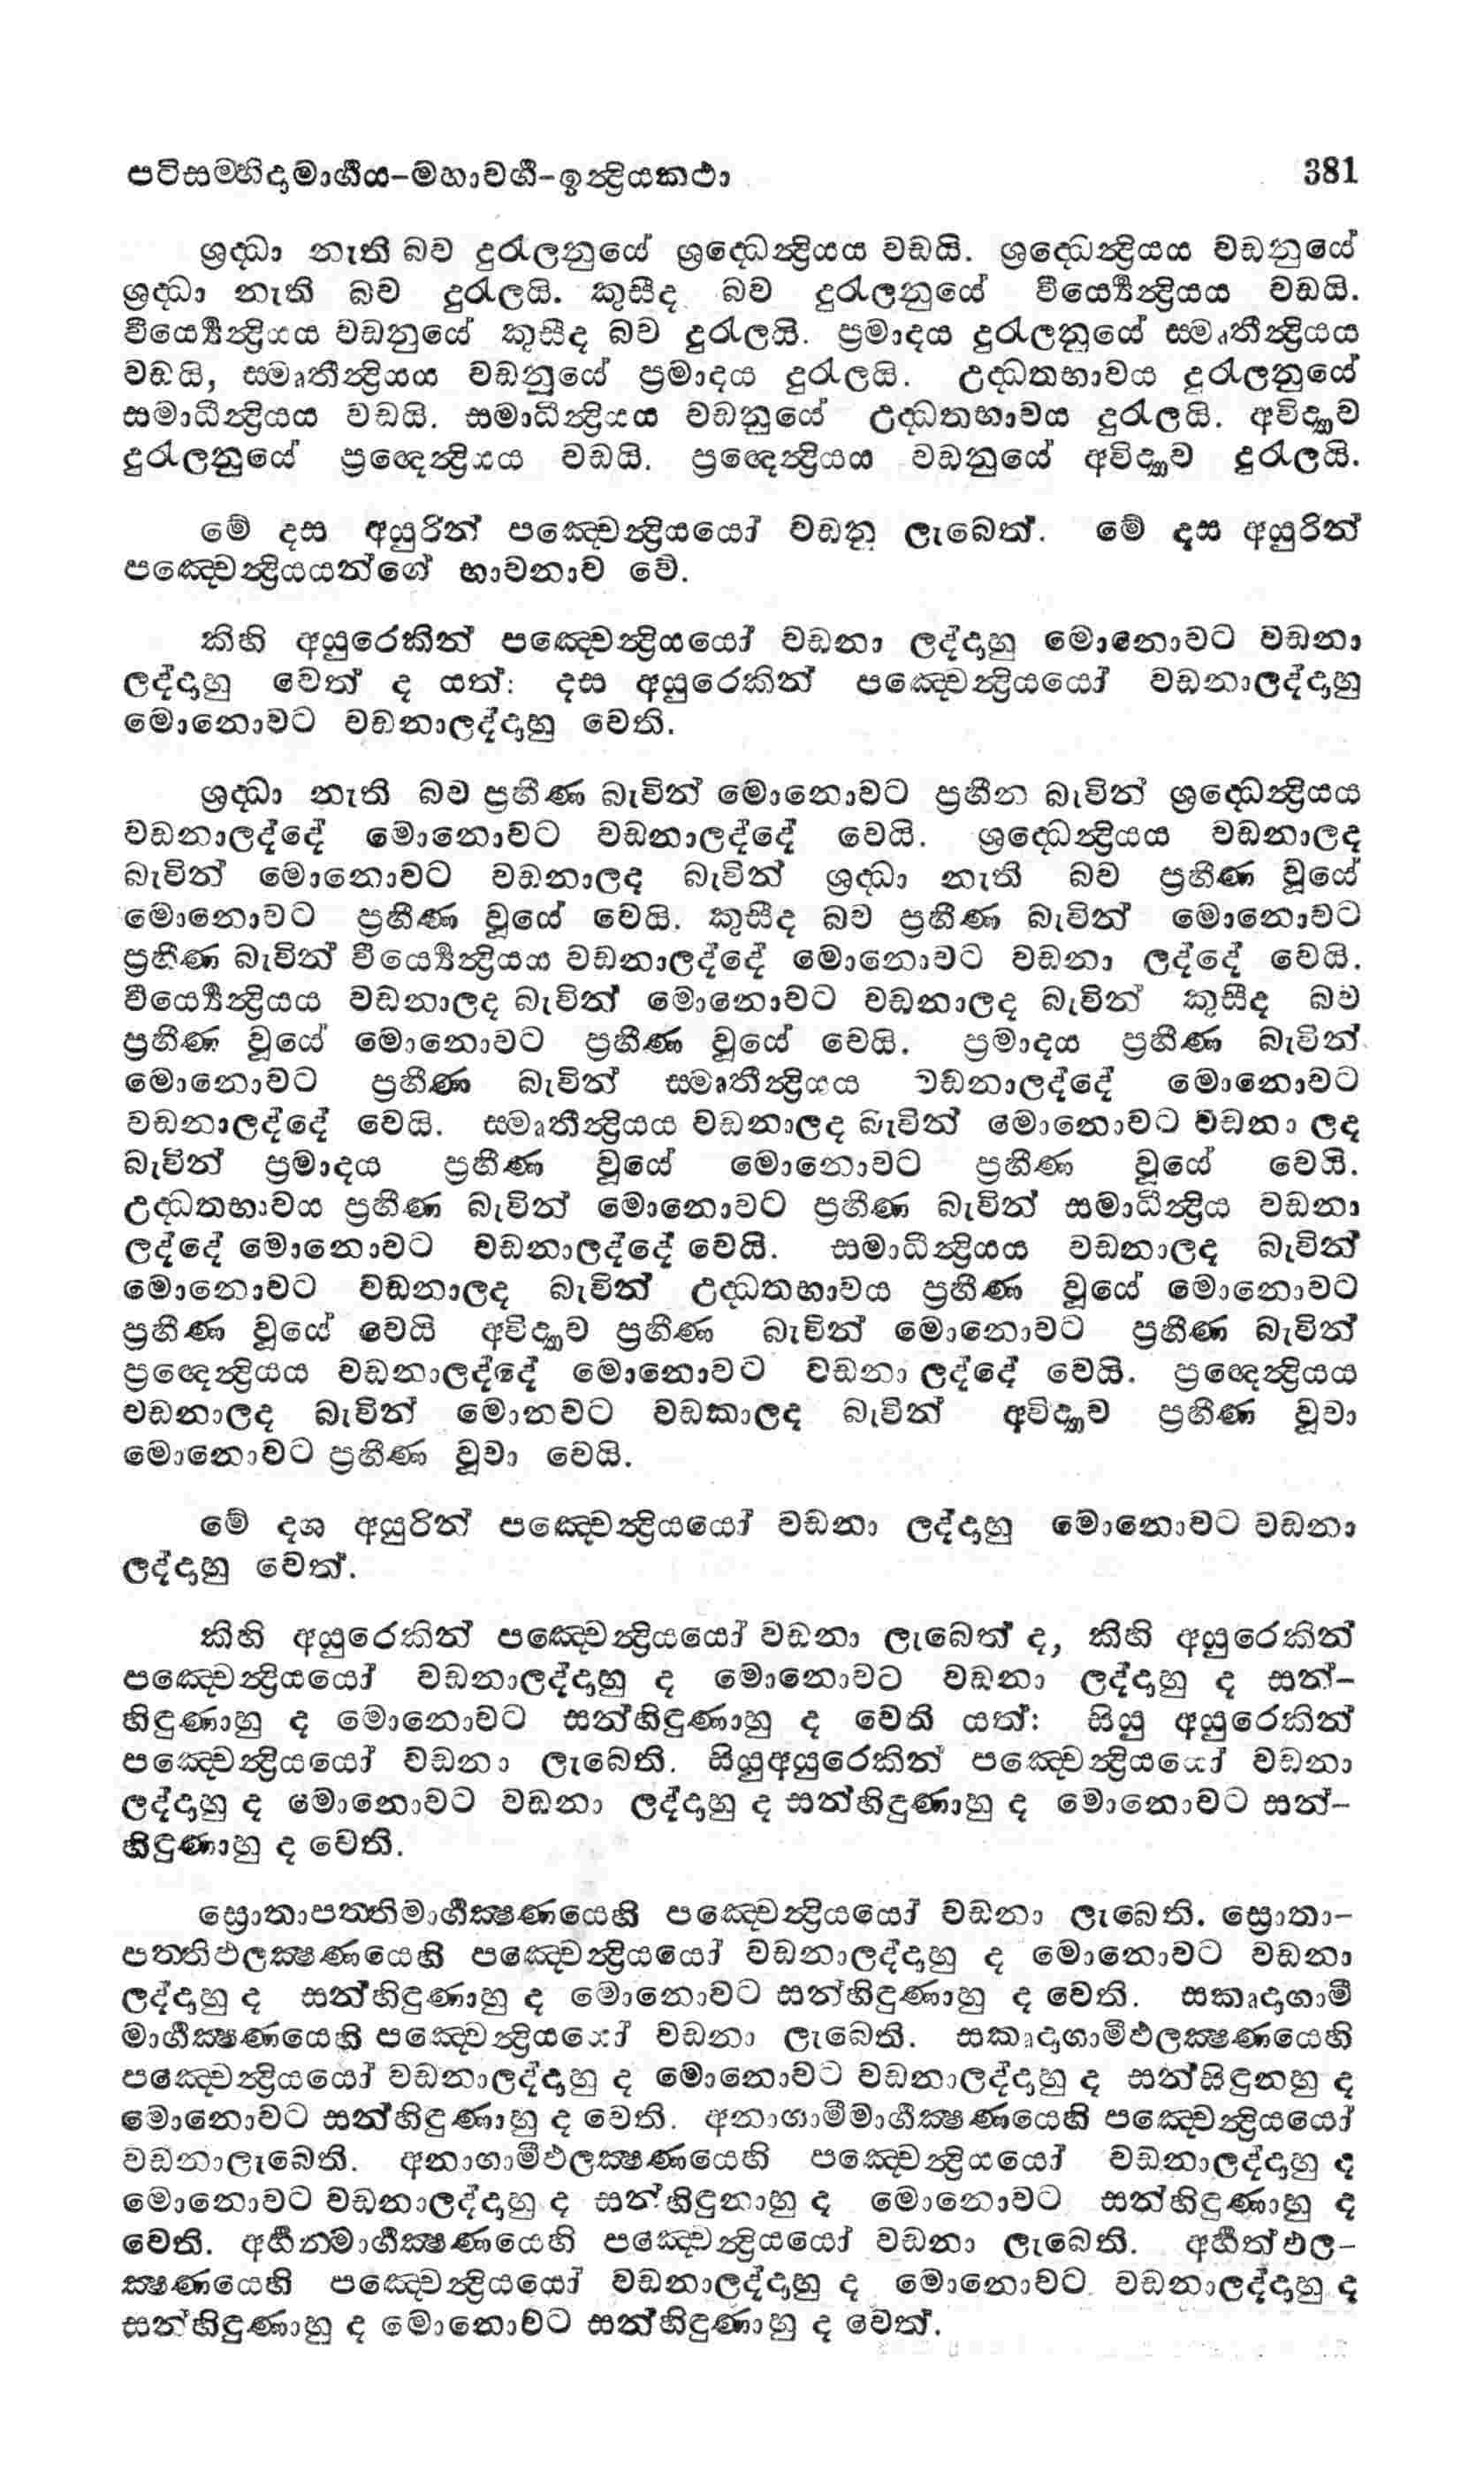 පටිසම්භිදාමාර්ගය-මහාවර්ග-ඉන්ද්‍රියකථා 381
ශ්‍රද්ධා නැති බව දුරැලනුයේ ශ්‍රද්ධෙන්ද්‍රියය වඩයි. ශ්‍රද්ධෙන්ද්‍රියය වඩනුයේ
ශ්‍රද්ධා නැති බව දුරැලයි. කුසීද බව දුරැලනුයේ වීර්‍ය්‍යෙන්ද්‍රියය වඩයි.
වීර්‍ය්‍යෙන්ද්‍රියය වඩනුයේ කුසීද බව දුරැලයි. ප්‍රමාදය දුරැලනුයේ ස්මෘතීන්ද්‍රියය
වඩයි, ස්මෘතීන්ද්‍රියය වඩනුයේ ප්‍රමාදය දුරැලයි. උද්ධතභාවය දුරැලනුයේ
සමාධීන්ද්‍රියය වඩයි. සමාධීන්ද්‍රියය වඩනුයේ උද්ධතභාවය දුරැලයි. අවිද්‍යාව
දුරැලනුයේ ප්‍රඥෙන්ද්‍රියය වඩයි. ප්‍රඥෙන්ද්‍රියය වඩනුයේ අවිද්‍යාව දුරැලයි.
මේ දස අයුරින් පඤ්චෙන්ද්‍රියයෝ වඩනු ලැබෙත්. මේ දස අයුරින්
පඤ්චෙන්ද්‍රියයන්ගේ භාවනාව වේ.
කිහි අයුරෙකින් පඤ්චෙන්ද්‍රියයෝ වඩනා ලද්දාහු මොනොවට වඩනා
ලද්දාහු වෙත් ද යත්: දස අයුරෙකින් පඤ්චෙන්ද්‍රියයෝ වඩනාලද්දාහු
මොනොවට වඩනාලද්දාහු වෙති.
ශ්‍රද්ධා නැති බව ප්‍රහීණ බැවින් මොනොවට ප්‍රහීන බැවින් ශ්‍රද්ධෙන්ද්‍රියය
වඩනාලද්දේ මොනොවට වඩනාලද්දේ වෙයි. ශ්‍රද්ධෙන්ද්‍රියය වඩනාලද
බැවින් මොනොවට වඩනාලද බැවින් ශ්‍රද්ධා නැති බව ප්‍රහීණ වූයේ
මොනොවට ප්‍රහීණ වූයේ වෙයි. කුසීද බව ප්‍රහීණ බැවින් මොනොවට
ප්‍රහීණ බැවින් වීර්‍ය්‍යෙන්ද්‍රියය වඩනාලද්දේ මොනොවට වඩනා ලද්දේ වෙයි.
වීර්‍ය්‍යෙන්ද්‍රියය වඩනාලද බැවින් මොනොවට වඩනාලද බැවින් කුසීද බව
ප්‍රහීණ වූයේ මොනොවට ප්‍රහීණ වූයේ වෙයි. ප්‍රමාදය ප්‍රහීණ බැවින්
මොනොවට ප්‍රහීණ බැවින් ස්මෘතීන්ද්‍රියය වඩනාලද්දේ මොනොවට
වඩනාලද්දේ වෙයි. ස්මෘතීන්ද්‍රියය වඩනාලද බැවින් මොනොවට වඩනා ලද
බැවින් ප්‍රමාදය ප්‍රහීණ වූයේ මොනොවට ප්‍රහීණ වූයේ වෙයි.
උද්ධතභාවය ප්‍රහීණ බැවින් මොනොවට ප්‍රහීණ බැවින් සමාධීන්ද්‍රිය වඩනා
ලද්දේ මොනොවට වඩනාලද්දේ වෙයි. සමාධීන්ද්‍රියය වඩනාලද බැවින්
මොනොවට වඩනාලද බැවින් උද්ධතභාවය ප්‍රහීණ වූයේ මොනොවට
ප්‍රහීණ වූයේ වෙයි අවිද්‍යාව ප්‍රහීණ බැවින් මොනොවට ප්‍රහීණ බැවින්
ප්‍රඥෙන්ද්‍රියය වඩනාලද්දේ මොනොවට වඩනා ලද්දේ වෙයි. ප්‍රඥෙන්ද්‍රියය
වඩනාලද බැවින් මොනවට වඩකාලද බැවින් අවිද්‍යාව ප්‍රහීණ වූවා
මොනොවට ප්‍රහීණ වූවා වෙයි.
මේ දශ අයුරින් පඤ්චෙන්ද්‍රියයෝ වඩනා ලද්දාහු මොනොවට වඩනා
ලද්දාහු වෙත්.
කිහි අයුරෙකින් පඤ්චෙන්ද්‍රියයෝ වඩනා ලැබෙත් ද, කිහි අයුරෙකින්
පඤ්චෙන්ද්‍රියයෝ වඩනාලද්දාහු ද මොනොවට වඩනා ලද්දාහු ද සන්-
හිඳුණාහු ද මොනොවට සන්හිඳුණාහු ද වෙති යත්: සියු අයුරෙකින්
පඤ්චෙන්ද්‍රියයෝ වඩනා ලැබෙති. සියුඅයුරෙකින් පඤ්චෙන්ද්‍රියයෝ වඩනා
ලද්දාහු ද මොනොවට වඩනා ලද්දාහු ද සන්හිඳුණාහු ද මොනොවට සන්-
හිඳුණාහු ද වෙති.
ස්‍රොතාපත්තිමාර්ගක්ෂණයෙහි පඤ්චෙන්ද්‍රියයෝ වඩනා ලැබෙති. ස්‍රොතා-
පත්තිඵලක්ෂණයෙහි පඤ්චෙන්ද්‍රියයෝ වඩනාලද්දාහු ද මොනොවට වඩනා
ලද්දාහු ද සන්හිඳුණාහු ද මොනොවට සන්හිඳුණාහු ද වෙති. සකෘදාගාමී
මාර්ගක්ෂණයෙහි පඤ්චෙන්ද්‍රියයෝ වඩනා ලැබෙති. සකෘදාගාමීඵලක්ෂණයෙහි
පඤ්චෙන්ද්‍රියයෝ වඩනාලද්දාහු ද මොනොවට වඩනාලද්දාහු ද සන්සිඳුනහු ද
මොනොවට සන්හිඳුණාහු ද වෙති. අනාගාමීමාර්ගක්ෂණයෙහි පඤ්චෙන්ද්‍රියයෝ
වඩනාලැබෙති. අනාගාමීඵලක්ෂණයෙහි පඤ්චෙන්ද්‍රියයෝ වඩනාලද්දාහු ද
මොනොවට වඩනාලද්දාහු ද සන්හිඳුනාහු ද මොනොවට සන්හිඳුණාහු ද
වෙති. අර්හත්මාර්ගක්ෂණයෙහි පඤ්චෙන්ද්‍රියයෝ වඩනා ලැබෙති. අර්හත්ඵල-
ක්ෂණයෙහි පඤ්චෙන්ද්‍රියයෝ වඩනාලද්දාහු ද මොනොවට වඩනාලද්දාහු ද
සන්හිඳුණාහු ද මොනොවට සන්හිඳුණාහු ද වෙත්.